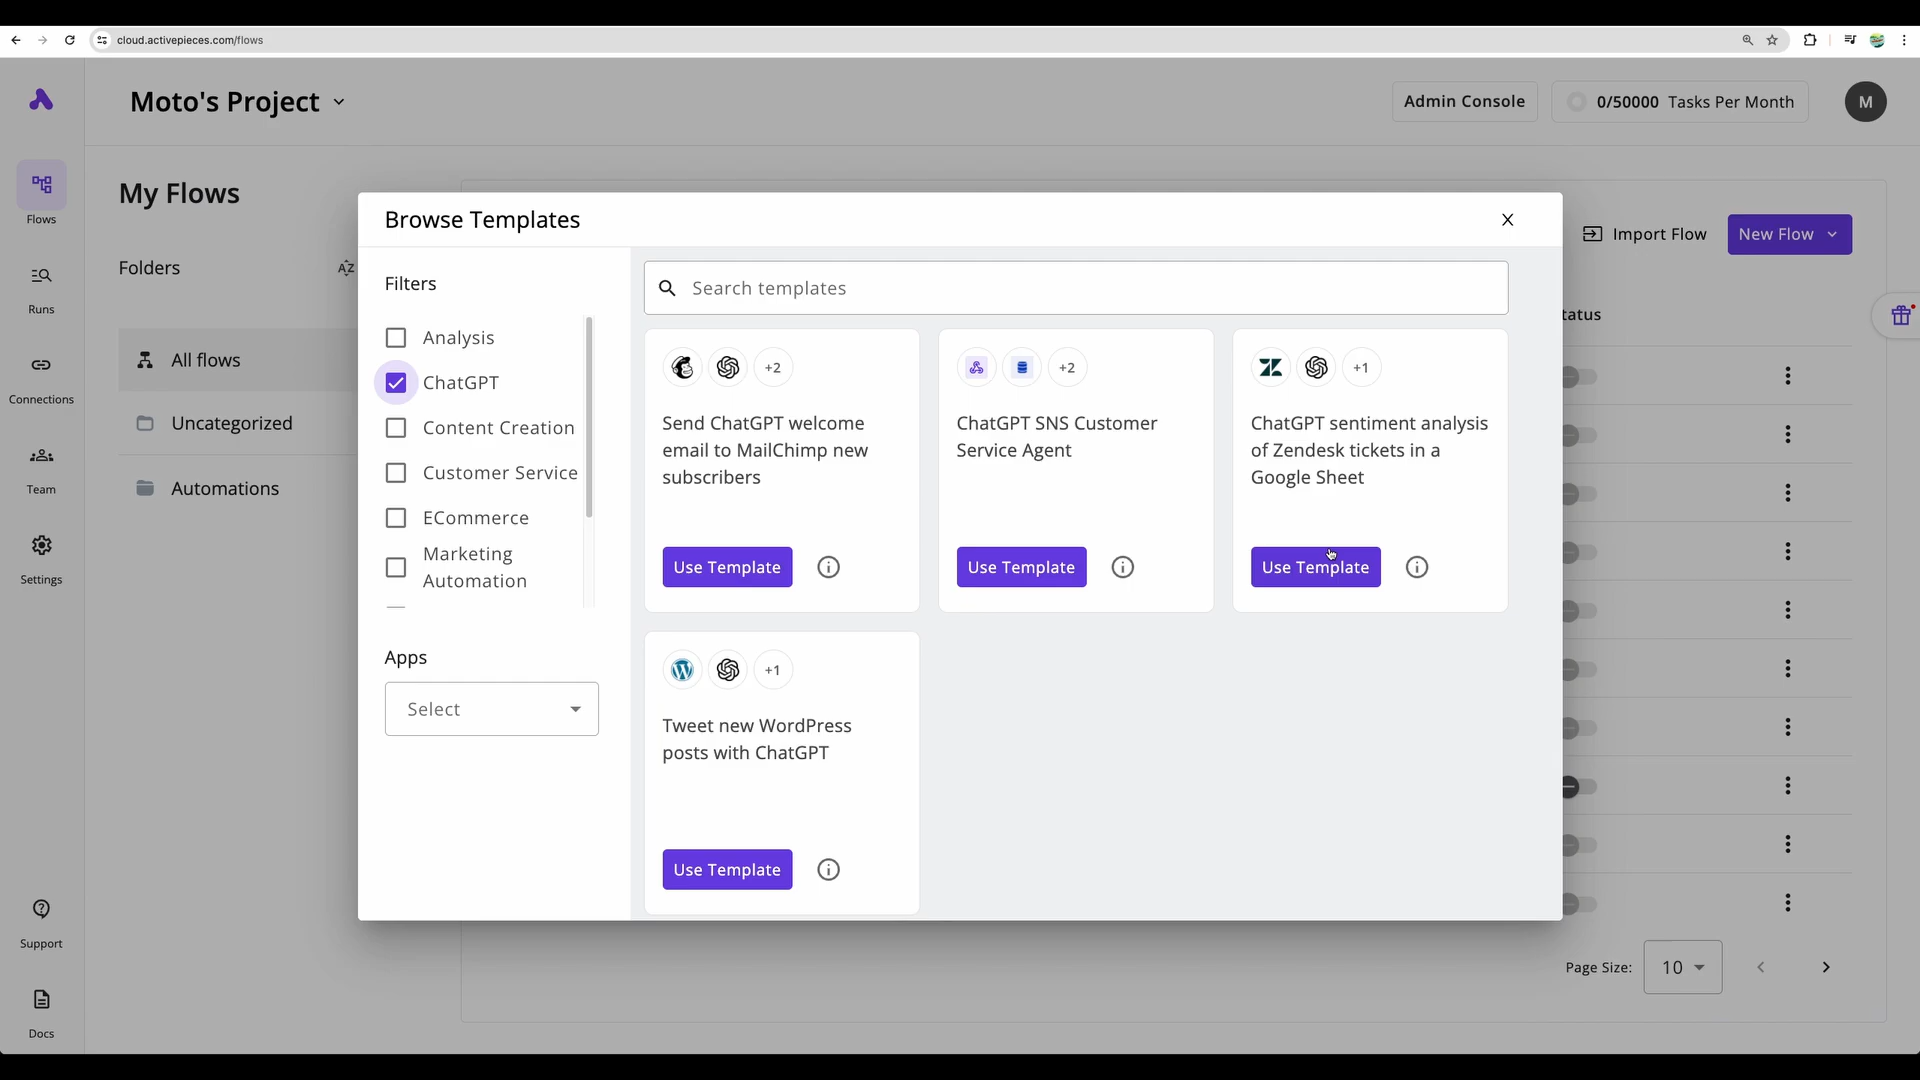 cloud.activepieces.com/flows
Moto's Project
Admin Console
0/50000 Tasks Per Month
M
Flows
Runs
Connections
Team
Settings
Support
Docs
My Flows
Folders
AZ
All flows
Uncategorized
Automations
Import Flow
New Flow
tatus
Browse Templates
Filters
Analysis
ChatGPT
Content Creation
Customer Service
ECommerce
Marketing
Automation
Apps
Select
Search templates
+2
Send ChatGPT welcome
email to MailChimp new
subscribers
Use Template
+2
ChatGPT SNS Customer
Service Agent
Use Template
+1
ChatGPT sentiment analysis
of Zendesk tickets in a
Google Sheet
Use Template
+1
Tweet new WordPress
posts with ChatGPT
Use Template
Page Size:
10